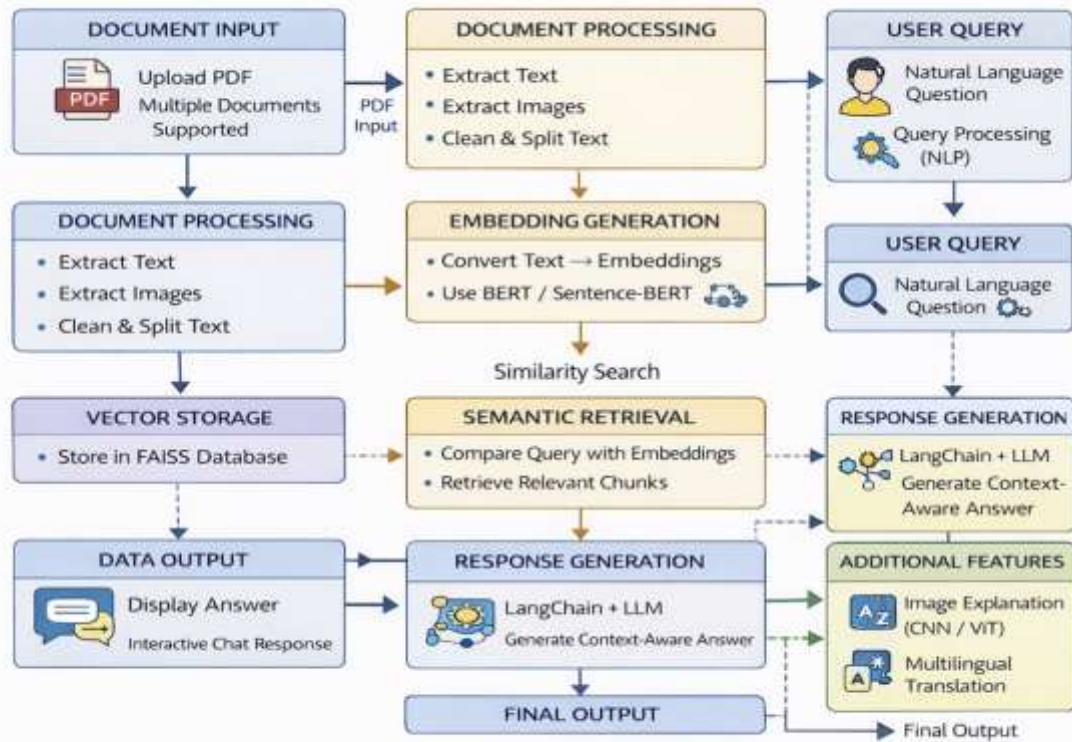 DOCUMENT INPUT
PDF
Upload PDF
Multiple Documents
Supported
PDF
Input
DOCUMENT PROCESSING
• Extract Text
• Extract Images
• Clean & Split Text
USER QUERY
Natural Language
Question
Query Processing
(NLP)
DOCUMENT PROCESSING
• Extract Text
• Extract Images
• Clean & Split Text
EMBEDDING GENERATION
• Convert Text → Embeddings
• Use BERT / Sentence-BERT
USER QUERY
Natural Language
Question
Similarity Search
VECTOR STORAGE
• Store in FAISS Database
SEMANTIC RETRIEVAL
• Compare Query with Embeddings
• Retrieve Relevant Chunks
RESPONSE GENERATION
LangChain + LLM
Generate Context-
Aware Answer
DATA OUTPUT
Display Answer
Interactive Chat Response
RESPONSE GENERATION
LangChain + LLM
Generate Context-Aware Answer
ADDITIONAL FEATURES
A Z
Image Explanation
(CNN / ViT)
A
Multilingual
Translation
FINAL OUTPUT
Final Output